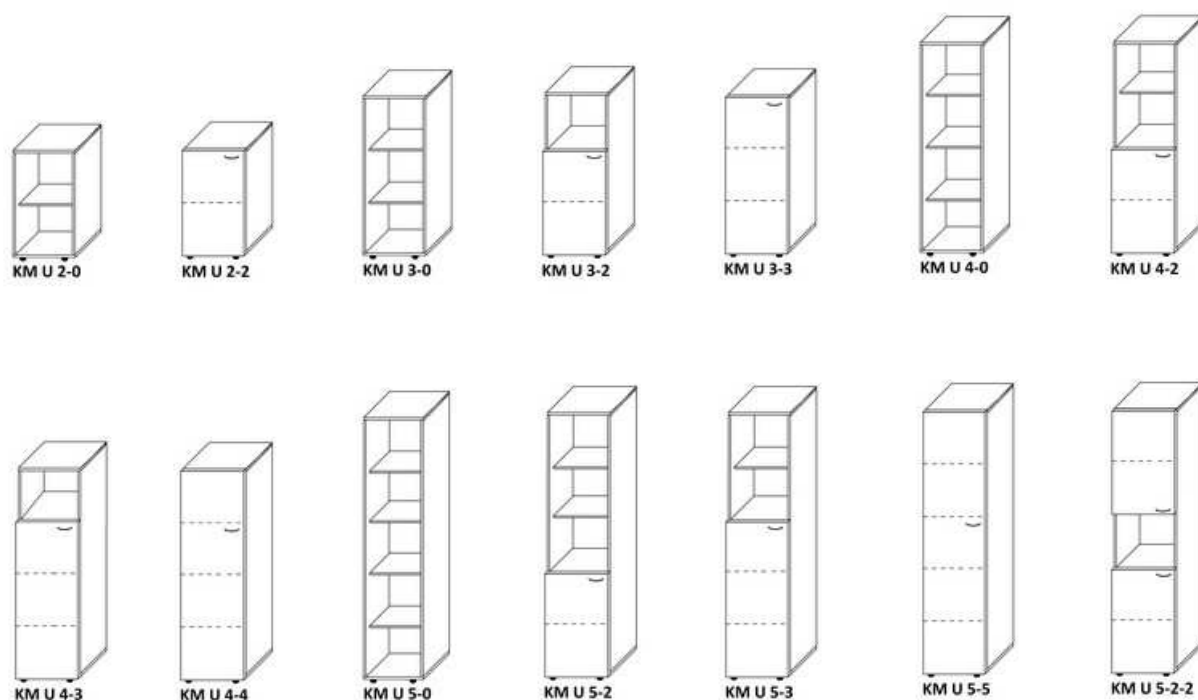 KM U 2-0
KM U 2-2
KM U 3-0
KM U 3-2
KM U 3-3
KM U 4-0
KM U 4-2
KM U 4-3
KM U 4-4
KM U 5-0
KM U 5-2
KM U 5-3
KM U 5-5
KM U 5-2-2